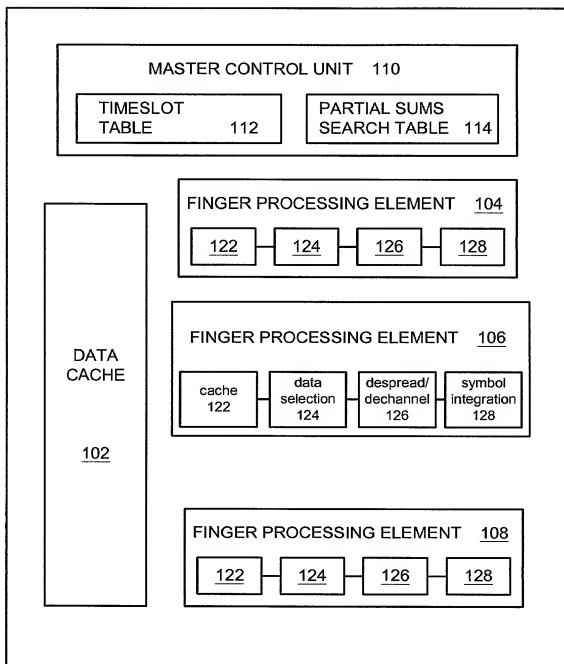 MASTER CONTROL UNIT 110
TIMESLOT
TABLE 112
PARTIAL SUMS
SEARCH TABLE 114
DATA
CACHE
102
FINGER PROCESSING ELEMENT 104
122 124 126 128
FINGER PROCESSING ELEMENT 106
cache
122
data
selection
124
despread/
dechannel
126
symbol
integration
128
FINGER PROCESSING ELEMENT 108
122 124 126 128